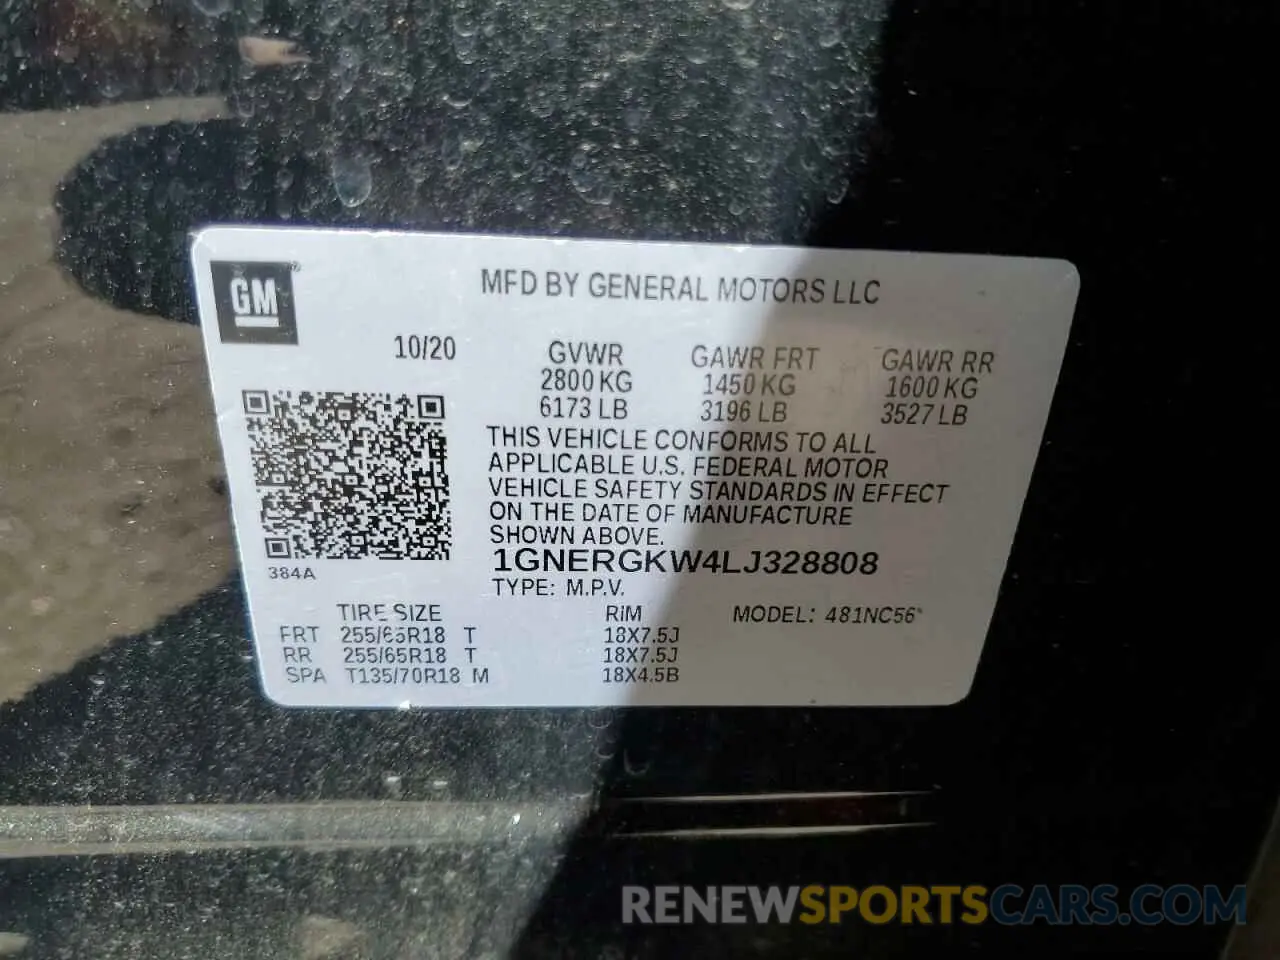 GM
MFD BY GENERAL MOTORS LLC
10/20
GVWR GAWR FRT GAWR RR
2800 KG 1450 KG 1600 KG
6173 LB 3196 LB 3527 LB
THIS VEHICLE CONFORMS TO ALL
APPLICABLE U.S. FEDERAL MOTOR
VEHICLE SAFETY STANDARDS IN EFFECT
ON THE DATE OF MANUFACTURE
SHOWN ABOVE.
1GNERGKW4LJ328808
384A
TYPE: M.P.V.
TIRE SIZE RIM MODEL: 481NC56*
FRT 255/65R18 T 18X7.5J
RR 255/65R18 T 18X7.5J
SPA T135/70R18 M 18X4.5B
RENEWSPORTSCARS.COM